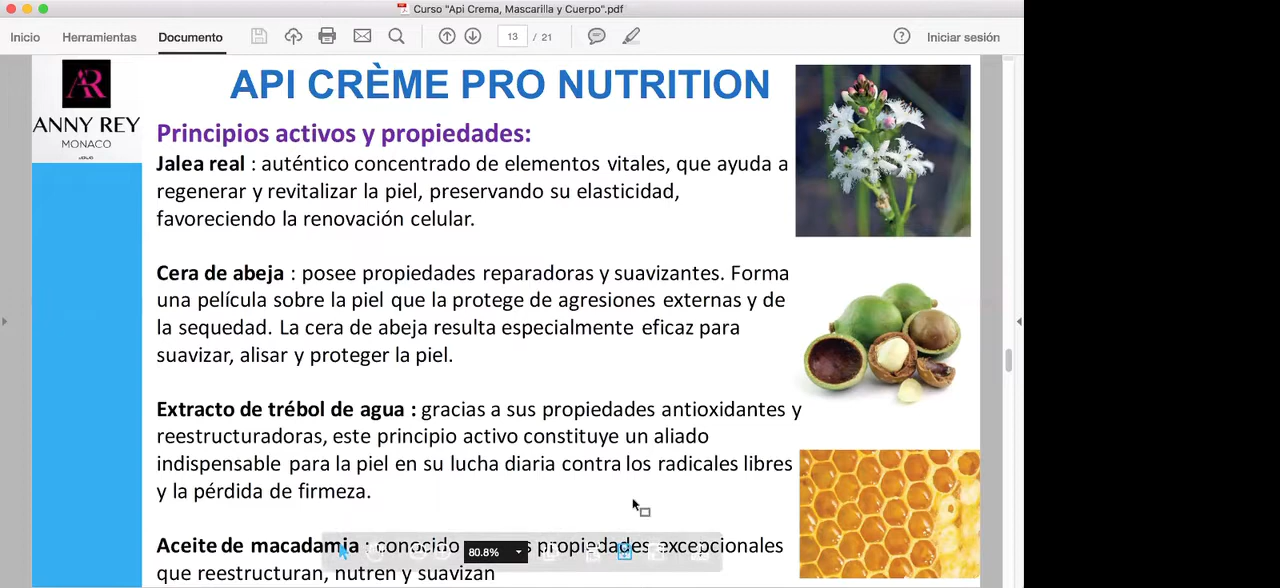 Curso "Api Crema, Mascarilla y Cuerpo".pdf
Inicio Herramientas Documento 13 / 21 Iniciar sesión
AR
ANNY REY
MONACO
API CRÈME PRO NUTRITION
Principios activos y propiedades:
Jalea real : auténtico concentrado de elementos vitales, que ayuda a
regenerar y revitalizar la piel, preservando su elasticidad,
favoreciendo la renovación celular.
Cera de abeja : posee propiedades reparadoras y suavizantes. Forma
una película sobre la piel que la protege de agresiones externas y de
la sequedad. La cera de abeja resulta especialmente eficaz para
suavizar, alisar y proteger la piel.
Extracto de trébol de agua : gracias a sus propiedades antioxidantes y
reestructuradoras, este principio activo constituye un aliado
indispensable para la piel en su lucha diaria contra los radicales libres
y la pérdida de firmeza.
Aceite de macadamia : conocido propiedades excepcionales
80.8%
que reestructuran, nutren y suavizan